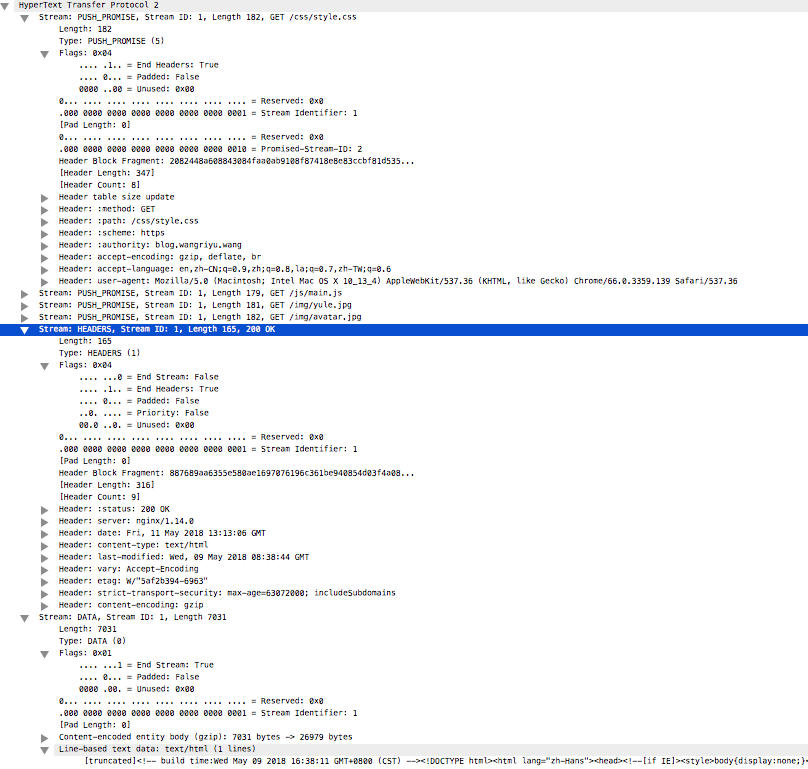 HyperText Transfer Protocol 2
Stream: PUSH_PROMISE, Stream ID: 1, Length 182, GET /css/style.css
Length: 182
Type: PUSH_PROMISE (5)
Flags: 0x04
.... .1.. = End Headers: True
.... 0... = Padded: False
0000 ..00 = Unused: 0x00
0... .... .... .... .... .... .... .... = Reserved: 0x0
.000 0000 0000 0000 0000 0000 0000 0001 = Stream Identifier: 1
[Pad Length: 0]
0... .... .... .... .... .... .... .... = Reserved: 0x0
.000 0000 0000 0000 0000 0000 0000 0010 = Promised-Stream-ID: 2
Header Block Fragment: 2082448a608843084faa0ab9108f87418e8e83ccbf81d535...
[Header Length: 347]
[Header Count: 8]
Header table size update
Header: :method: GET
Header: :path: /css/style.css
Header: :scheme: https
Header: :authority: blog.wangriyu.wang
Header: accept-encoding: gzip, deflate, br
Header: accept-language: en,zh-CN;q=0.9,zh;q=0.8,la;q=0.7,zh-TW;q=0.6
Header: user-agent: Mozilla/5.0 (Macintosh; Intel Mac OS X 10_13_4) AppleWebKit/537.36 (KHTML, like Gecko) Chrome/66.0.3359.139 Safari/537.36
Stream: PUSH_PROMISE, Stream ID: 1, Length 179, GET /js/main.js
Stream: PUSH_PROMISE, Stream ID: 1, Length 181, GET /img/yule.jpg
Stream: PUSH_PROMISE, Stream ID: 1, Length 182, GET /img/avatar.jpg
Stream: HEADERS, Stream ID: 1, Length 165, 200 OK
Length: 165
Type: HEADERS (1)
Flags: 0x04
.... ...0 = End Stream: False
.... .1.. = End Headers: True
.... 0... = Padded: False
..0. .... = Priority: False
00.0 ..0. = Unused: 0x00
0... .... .... .... .... .... .... .... = Reserved: 0x0
.000 0000 0000 0000 0000 0000 0000 0001 = Stream Identifier: 1
[Pad Length: 0]
Header Block Fragment: 887689aa6355e580ae1697076196c361be940854d03f4a08...
[Header Length: 316]
[Header Count: 9]
Header: :status: 200 OK
Header: server: nginx/1.14.0
Header: date: Fri, 11 May 2018 13:13:06 GMT
Header: content-type: text/html
Header: last-modified: Wed, 09 May 2018 08:38:44 GMT
Header: vary: Accept-Encoding
Header: etag: W/"5af2b394-6963"
Header: strict-transport-security: max-age=63072000; includeSubdomains
Header: content-encoding: gzip
Stream: DATA, Stream ID: 1, Length 7031
Length: 7031
Type: DATA (0)
Flags: 0x01
.... ...1 = End Stream: True
.... 0... = Padded: False
0000 .00. = Unused: 0x00
0... .... .... .... .... .... .... .... = Reserved: 0x0
.000 0000 0000 0000 0000 0000 0000 0001 = Stream Identifier: 1
[Pad Length: 0]
Content-encoded entity body (gzip): 7031 bytes -> 26979 bytes
Line-based text data: text/html (1 lines)
[truncated]<!-- build time:Wed May 09 2018 16:38:11 GMT+0800 (CST) --><!DOCTYPE html><html lang="zh-Hans"><head><!--[if IE]><style>body{display:none;}